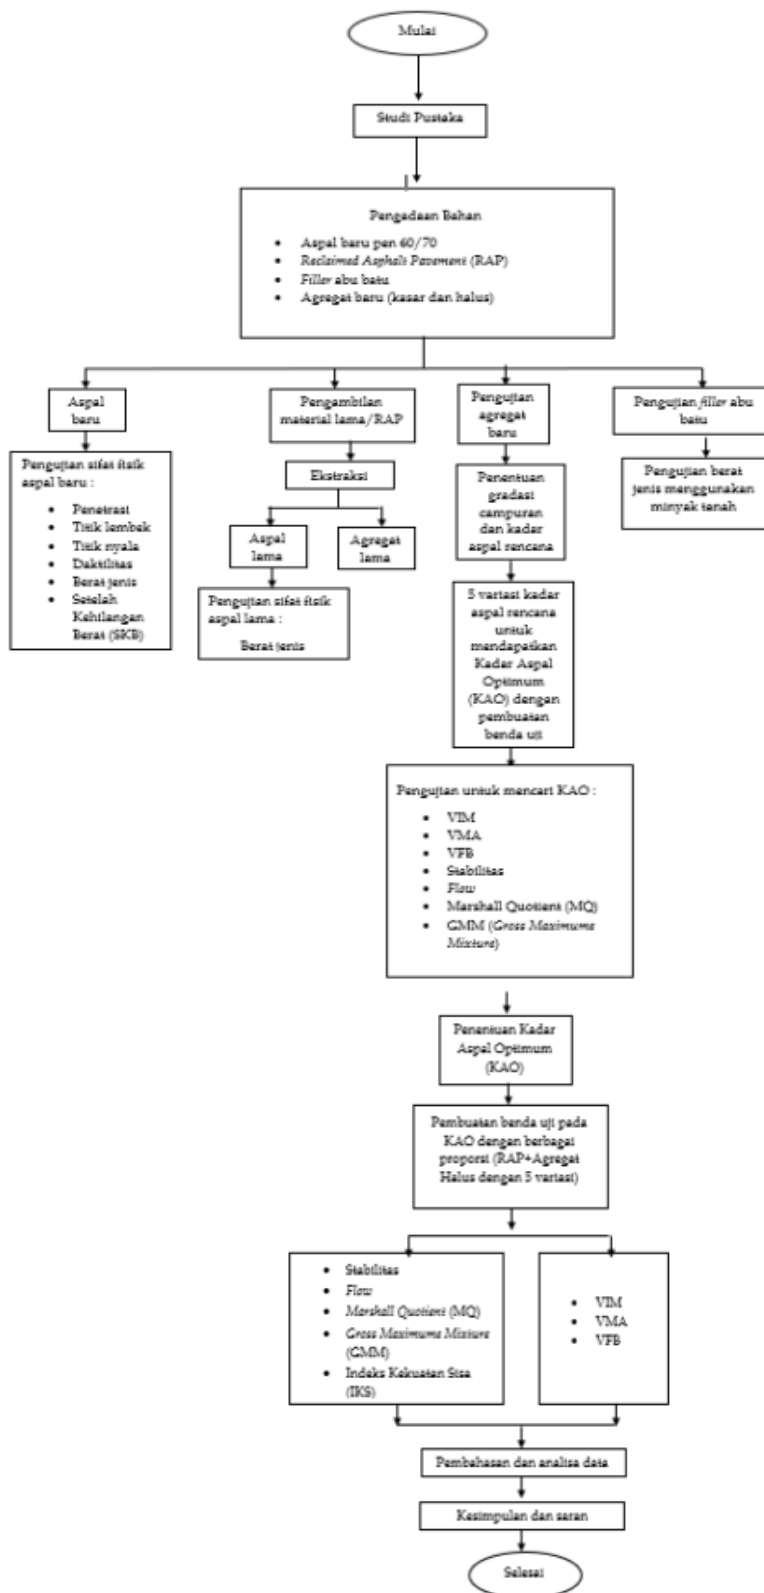 Mulai
Studi Pustaka
Pengadaan Bahan
• Aspal baru pen 60/70
• Reclaimed Asphalt Pavement (RAP)
• Filler abu batu
• Agregat baru (kasar dan halus)
Aspal
baru
Pengujian sifat fisik
aspal baru :
• Penetrasi
• Titik lembek
• Titik nyala
• Daktilitas
• Berat jenis
• Setelah
Kehilangan
Berat (SKB)
Pengambilan
material lama/RAP
Ekstraksi
Aspal
lama
Agregat
lama
Pengujian sifat fisik
aspal lama :
Berat jenis
Pengujian
agregat
baru
Penentuan
gradasi
campuran
dan kadar
aspal rencana
5 variasi kadar
aspal rencana
untuk
mendapatkan
Kadar Aspal
Optimum
(KAO) dengan
pembuatan
benda uji
Pengujian filler abu
batu
Pengujian berat
jenis menggunakan
minyak tanah
Pengujian untuk mencari KAO :
• VIM
• VMA
• VFB
• Stabilitas
• Flow
• Marshall Quotient (MQ)
• GMM (Gross Maximume
Mixture)
Penentuan Kadar
Aspal Optimum
(KAO)
Pembuatan benda uji pada
KAO dengan berbagai
proporsi (RAP+Agregat
Halus dengan 5 variasi)
• Stabilitas
• Flow
• Marshall Quotient (MQ)
• Gross Maximume Mixture
(GMM)
• Indeks Kekuatan Sisa
(IKS)
• VIM
• VMA
• VFB
Pembahasan dan analisa data
Kesimpulan dan saran
Selesai